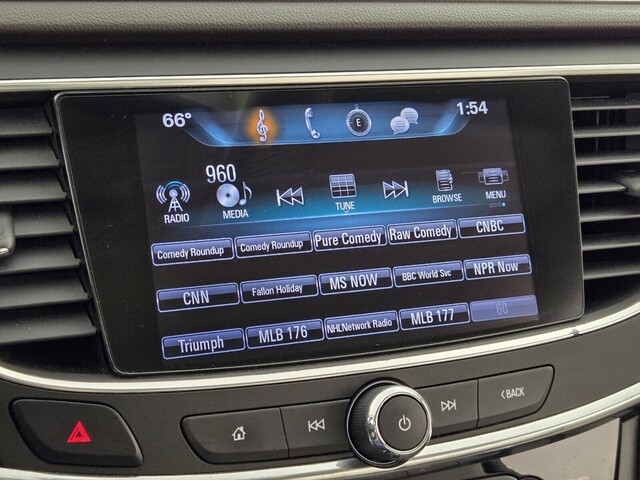 66°
E
1:54
960
RADIO
MEDIA
TUNE
BROWSE
MENU
Comedy Roundup
Comedy Roundup
Pure Comedy
Raw Comedy
CNBC
CNN
Fallon Holiday
MS NOW
BBC World Svc
NPR Now
Triumph
MLB 176
NHLNetwork Radio
MLB 177
60
BACK